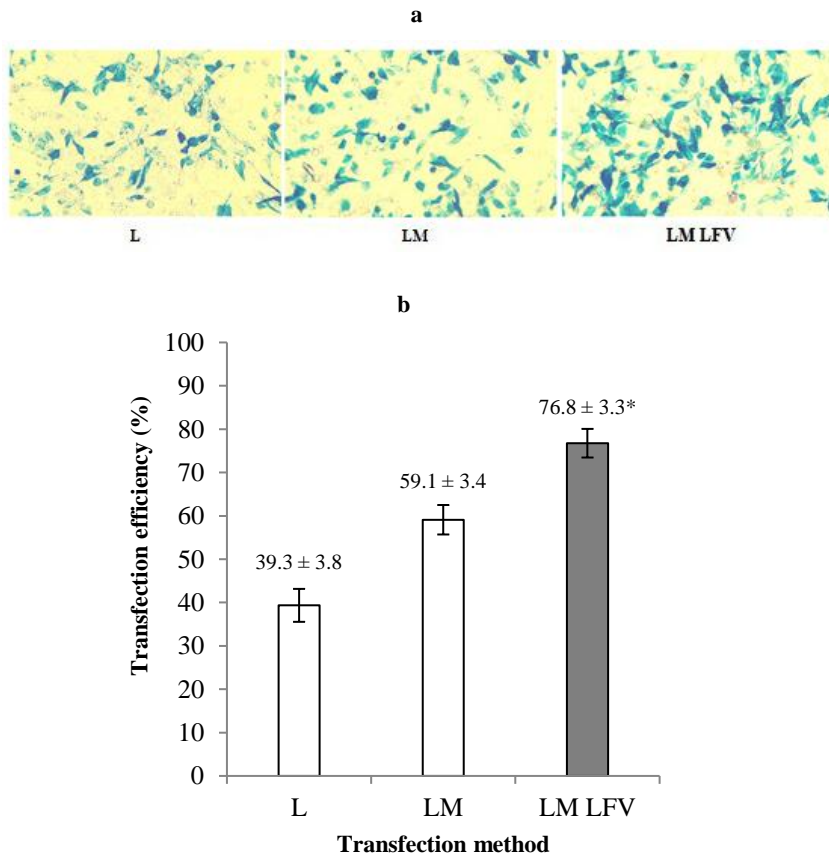 a
L
LM
LM LFV
b
100
90
80
70
60
50
40
30
20
10
0
Transfection efficiency (%)
39.3 ± 3.8
59.1 ± 3.4
76.8 ± 3.3*
L
LM
LM LFV
Transfection method